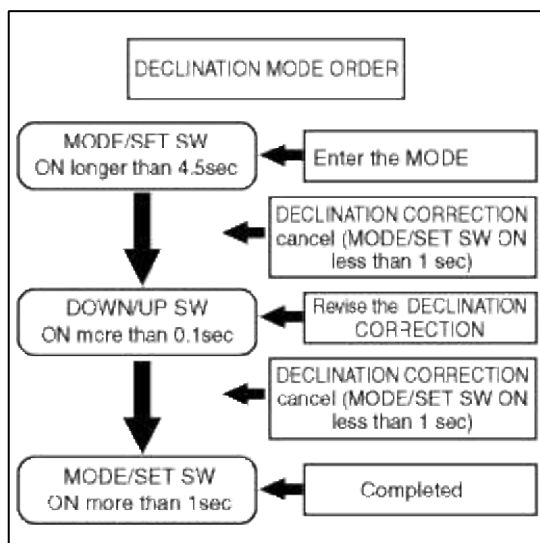 DECLINATION MODE ORDER
MODE/SET SW
ON longer than 4.5sec
Enter the MODE
DECLINATION CORRECTION
cancel (MODE/SET SW ON
less than 1 sec)
DOWN/UP SW
ON more than 0.1sec
Revise the DECLINATION
CORRECTION
DECLINATION CORRECTION
cancel (MODE/SET SW ON
less than 1 sec)
MODE/SET SW
ON more than 1sec
Completed